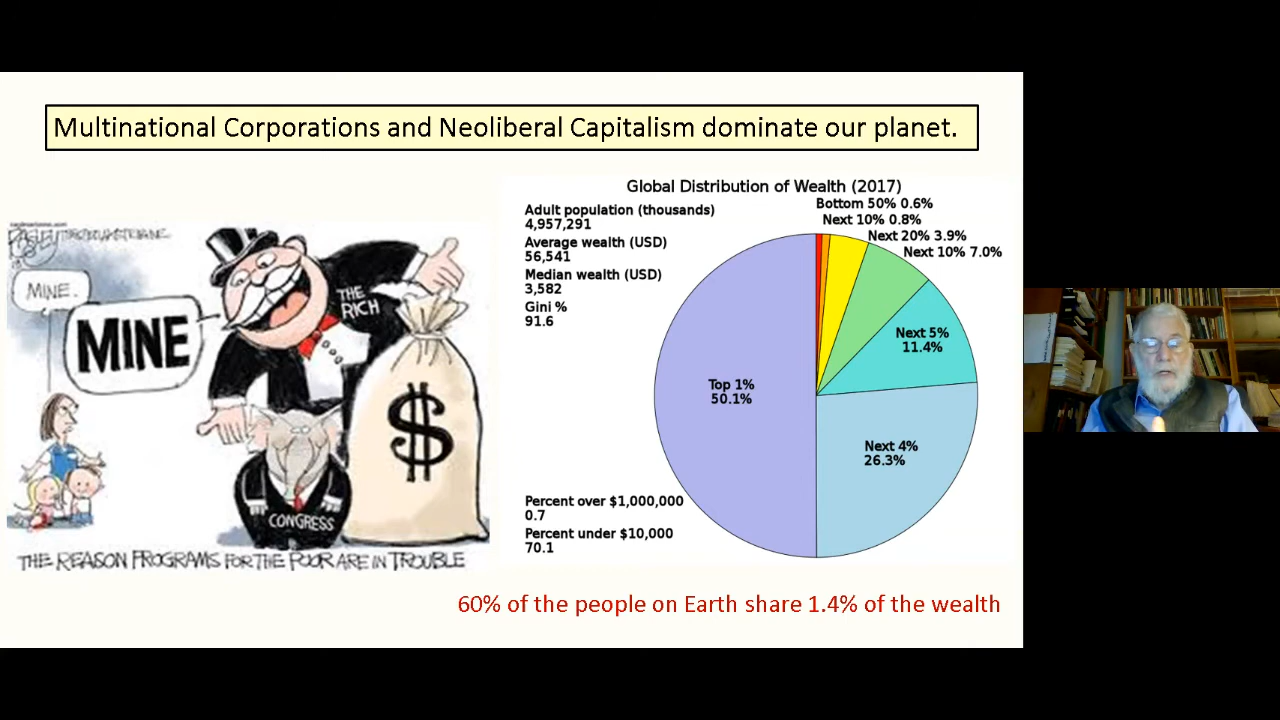 Multinational Corporations and Neoliberal Capitalism dominate our planet.
MINE.
MINE
THE
RICH
$
CONGRESS
THE REASON PROGRAMS FOR THE POOR ARE IN TROUBLE
Global Distribution of Wealth (2017)
Adult population (thousands)
4,957,291
Average wealth (USD)
56,541
Median wealth (USD)
3,582
Gini %
91.6
Bottom 50% 0.6%
Next 10% 0.8%
Next 20% 3.9%
Next 10% 7.0%
Next 5%
11.4%
Top 1%
50.1%
Next 4%
26.3%
Percent over $1,000,000
0.7
Percent under $10,000
70.1
60% of the people on Earth share 1.4% of the wealth